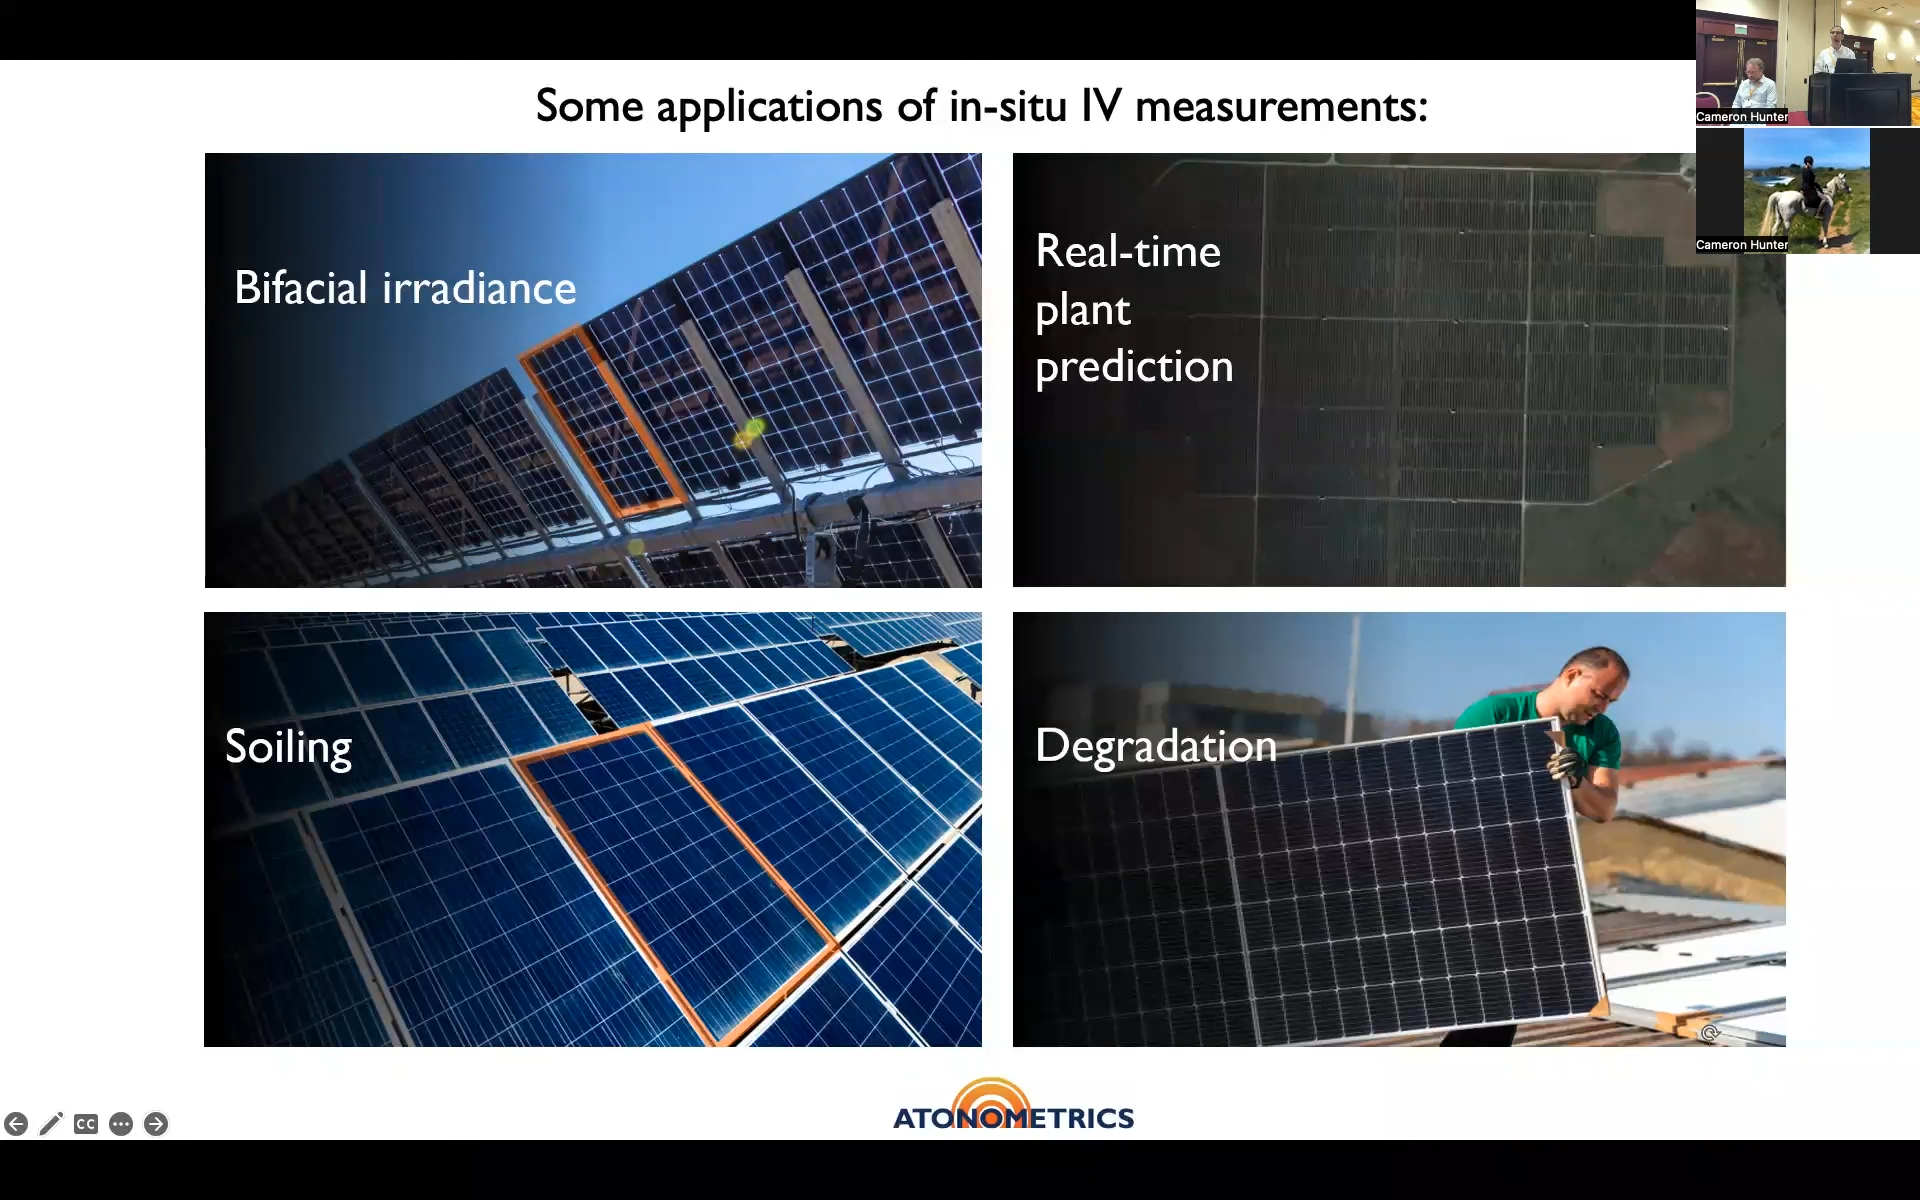 Some applications of in-situ IV measurements:
Cameron Hunter
Cameron Hunter
Bifacial irradiance
Real-time
plant
prediction
Soiling
Degradation
CC
ATONOMETRICS